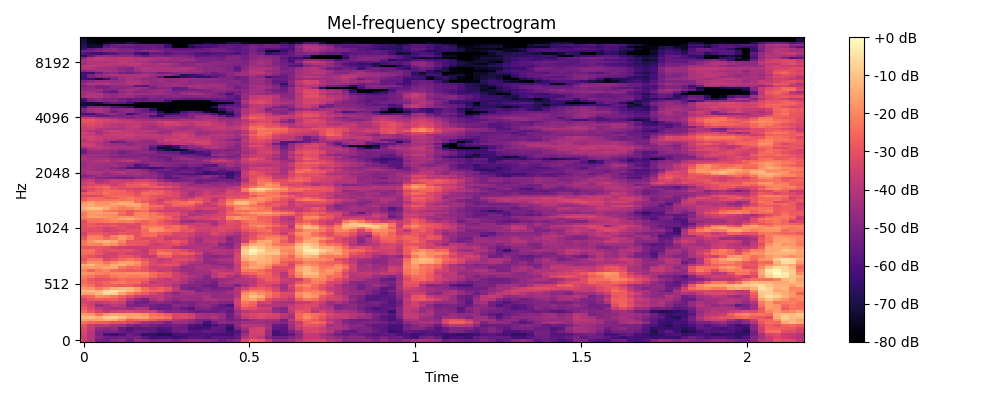 Mel-frequency spectrogram
8192
4096
2048
1024
512
0
Hz
0
0.5
1
1.5
2
Time
+0 dB
-10 dB
-20 dB
-30 dB
-40 dB
-50 dB
-60 dB
-70 dB
-80 dB